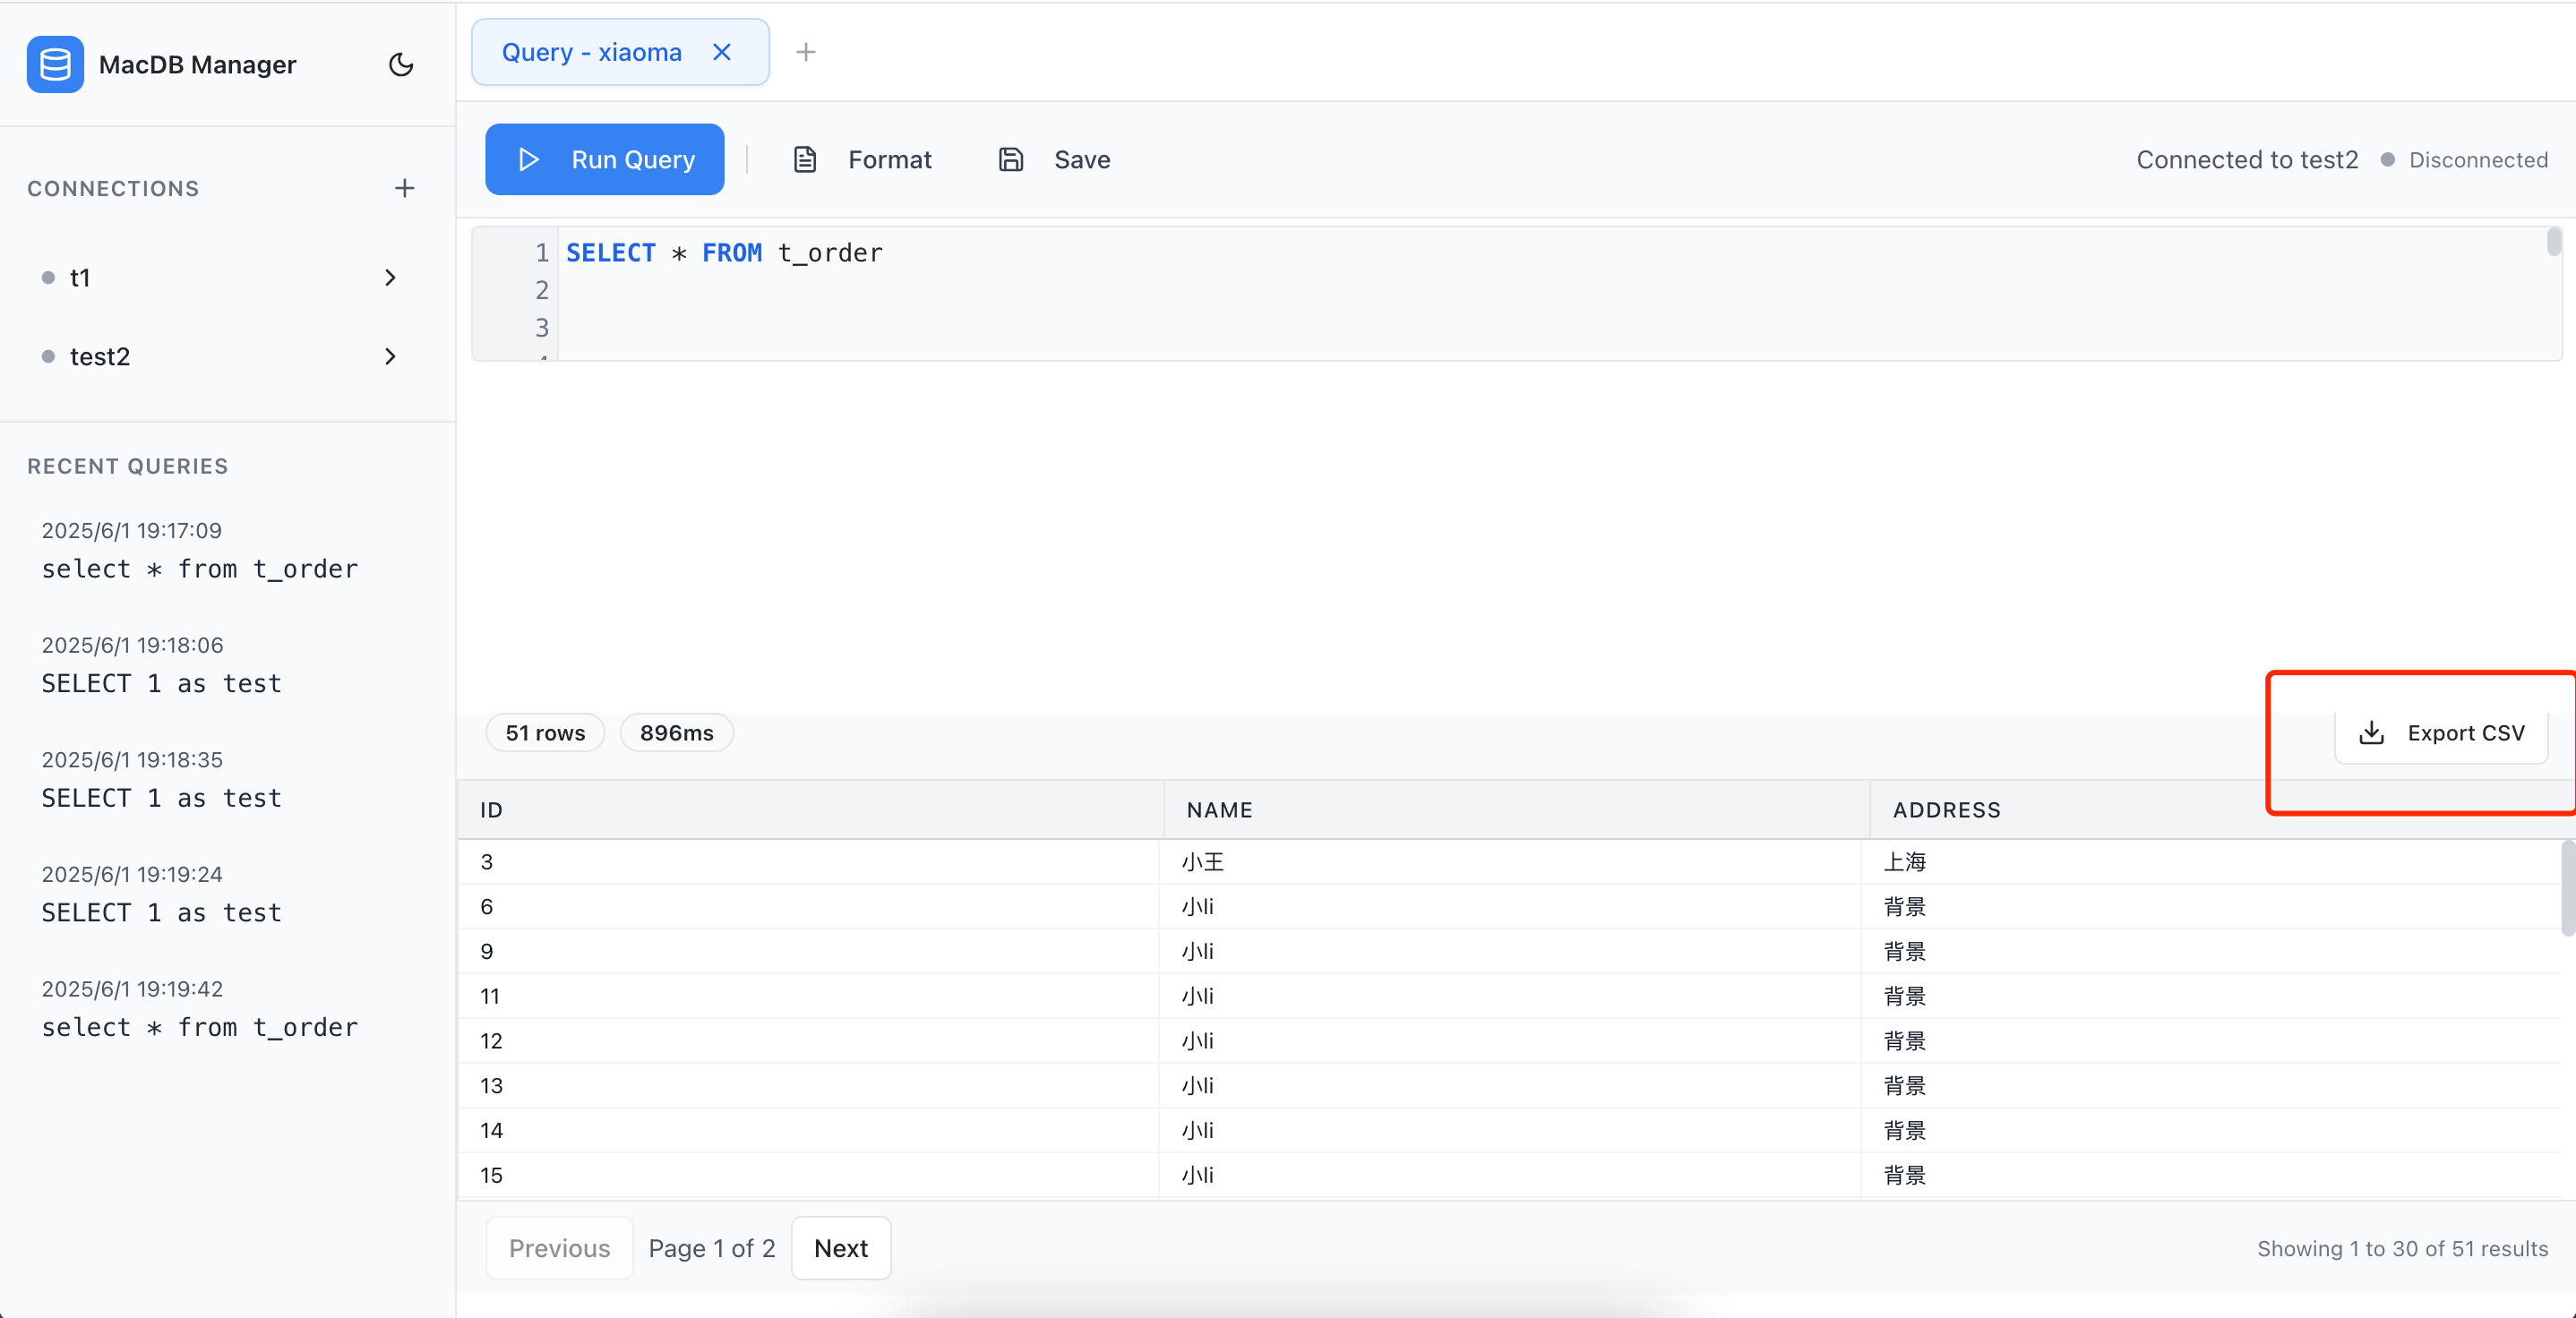 MacDB Manager
CONNECTIONS
t1
test2
RECENT QUERIES
2025/6/1 19:17:09
select * from t_order
2025/6/1 19:18:06
SELECT 1 as test
2025/6/1 19:18:35
SELECT 1 as test
2025/6/1 19:19:24
SELECT 1 as test
2025/6/1 19:19:42
select * from t_order
Query - xiaoma
Run Query Format Save Connected to test2 Disconnected
1 SELECT * FROM t_order
2
3
51 rows 896ms Export CSV
ID NAME ADDRESS
3 小王 上海
6 小li 背景
9 小li 背景
11 小li 背景
12 小li 背景
13 小li 背景
14 小li 背景
15 小li 背景
Previous Page 1 of 2 Next Showing 1 to 30 of 51 results